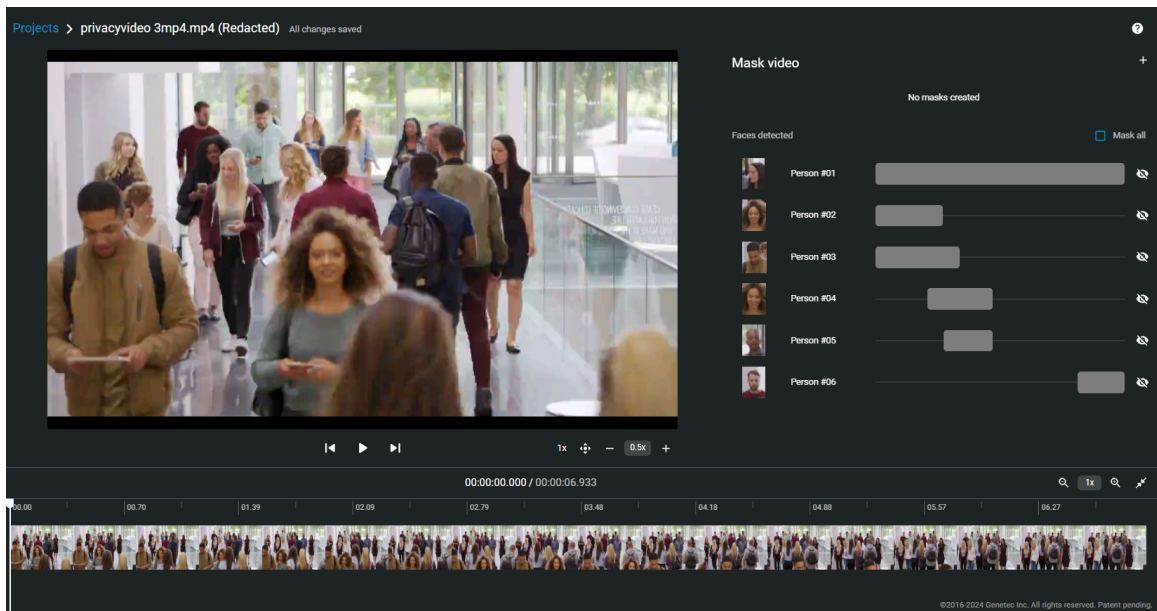 Projects > privacyvideo 3mp4.mp4 (Redacted) All changes saved
Mask video
No masks created
Faces detected
Mask all
Person #01
Person #02
Person #03
Person #04
Person #05
Person #06
1x
0.5x
00:00:00.000 / 00:00:06.933
1x
00.00 00.70 01.39 02.09 02.79 03.48 04.18 04.88 05.57 06.27
©2016-2024 Genetec Inc. All rights reserved. Patent pending.